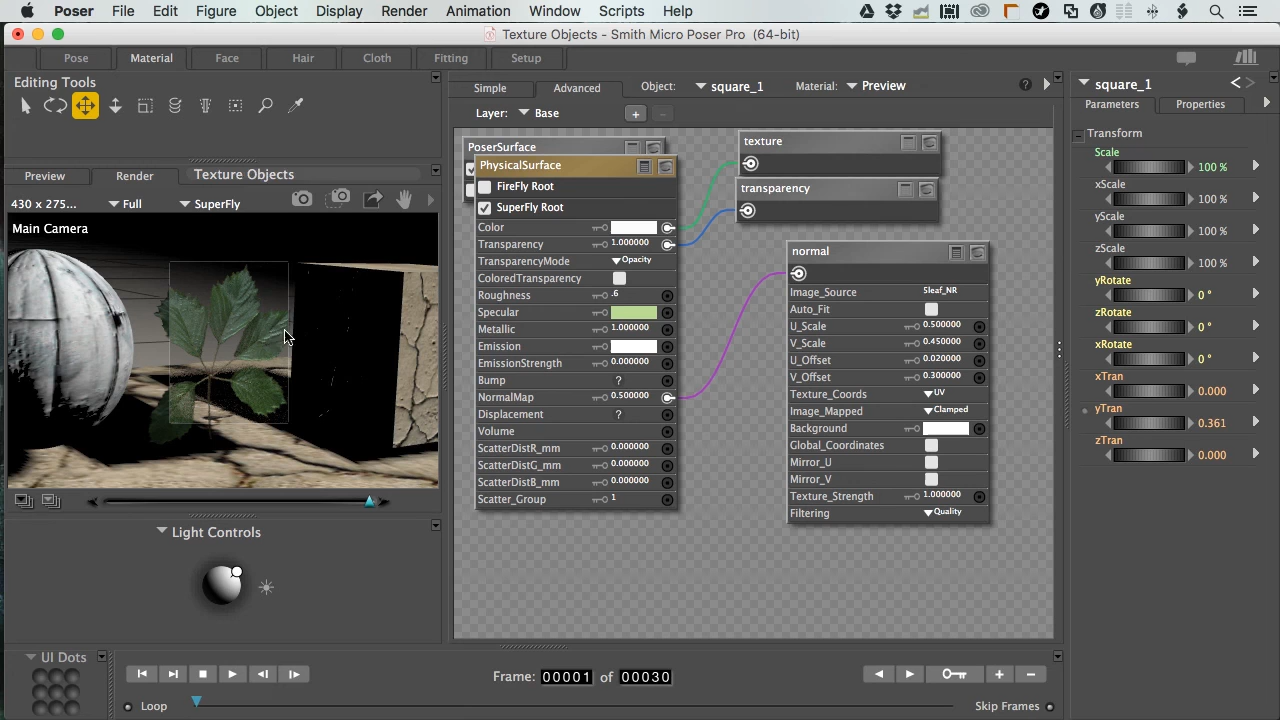 Poser File Edit Figure Object Display Render Animation Window Scripts Help
Texture Objects - Smith Micro Poser Pro (64-bit)
Pose Material Face Hair Cloth Fitting Setup
Editing Tools
Simple Advanced Object: square_1 Material: Preview ?
Layer: Base + -
Preview Render Texture Objects
430 x 275... Full SuperFly
Main Camera
PoserSurface
PhysicalSurface
FireFly Root
SuperFly Root
Color
Transparency 1.000000
TransparencyMode Opacity
ColoredTransparency
Roughness .6
Specular
Metallic 1.000000
Emission
EmissionStrength 0.000000
Bump ?
NormalMap 0.500000
Displacement ?
Volume
ScatterDistR_mm 0.000000
ScatterDistG_mm 0.000000
ScatterDistB_mm 0.000000
Scatter_Group 1
texture
transparency
normal
Image_Source 5leaf_NR
Auto_Fit
U_Scale 0.500000
V_Scale 0.450000
U_Offset 0.020000
V_Offset 0.300000
Texture_Coords UV
Image_Mapped Clamped
Background
Global_Coordinates
Mirror_U
Mirror_V
Texture_Strength 1.000000
Filtering Quality
square_1
Parameters Properties
Transform
Scale
100 %
xScale
100 %
yScale
100 %
zScale
100 %
yRotate
0 °
zRotate
0 °
xRotate
0 °
xTran
0.000
yTran
0.361
zTran
0.000
Light Controls
UI Dots
Frame: 00001 of 00030
Loop
Skip Frames